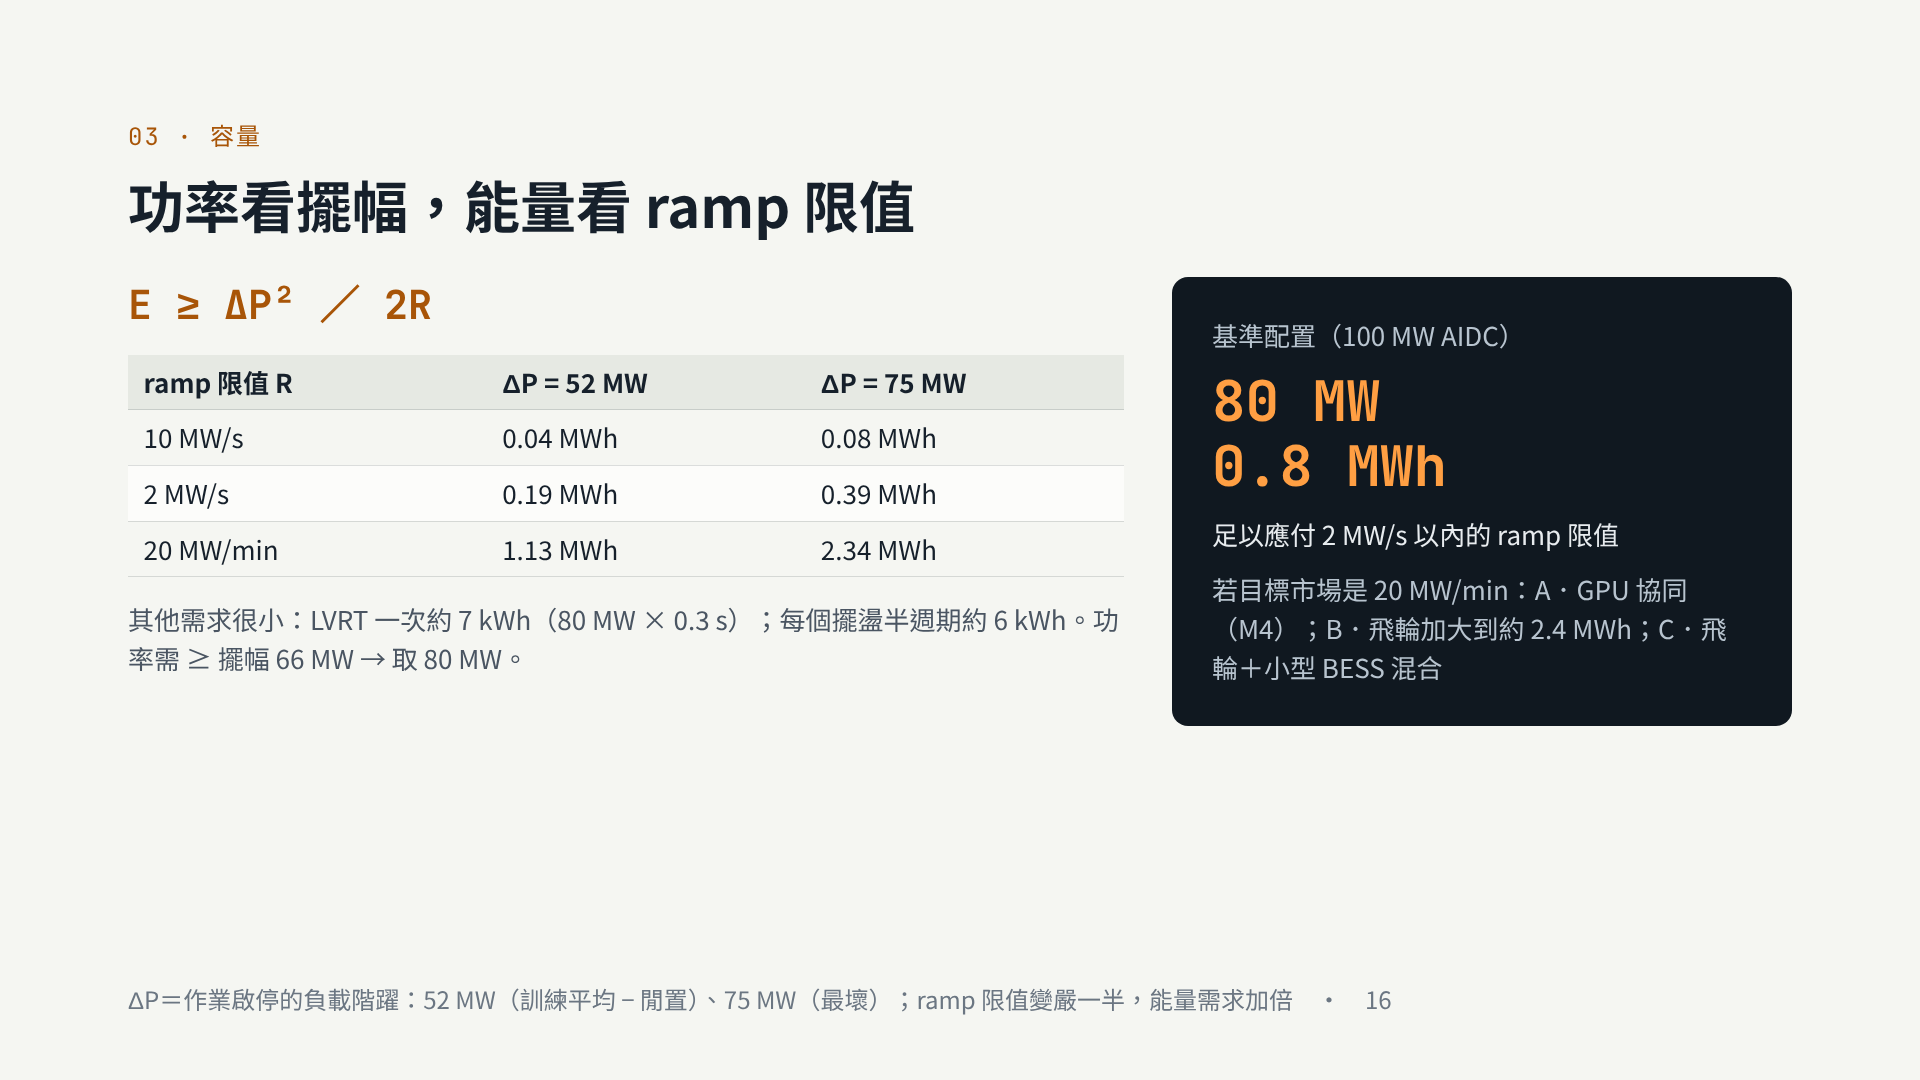 03 · 容量
功率看擺幅，能量看 ramp 限值
E ≥ ΔP² ／ 2R
ramp 限值 R	ΔP = 52 MW	ΔP = 75 MW
10 MW/s	0.04 MWh	0.08 MWh
2 MW/s	0.19 MWh	0.39 MWh
20 MW/min	1.13 MWh	2.34 MWh
其他需求很小：LVRT 一次約 7 kWh（80 MW × 0.3 s）；每個擺盪半週期約 6 kWh。功
率需 ≥ 擺幅 66 MW → 取 80 MW。
基準配置（100 MW AIDC）
80 MW
0.8 MWh
足以應付 2 MW/s 以內的 ramp 限值
若目標市場是 20 MW/min：A．GPU 協同
（M4）；B．飛輪加大到約 2.4 MWh；C．飛
輪＋小型 BESS 混合
ΔP＝作業啟停的負載階躍：52 MW（訓練平均 − 閒置）、75 MW（最壞）；ramp 限值變嚴一半，能量需求加倍 • 16